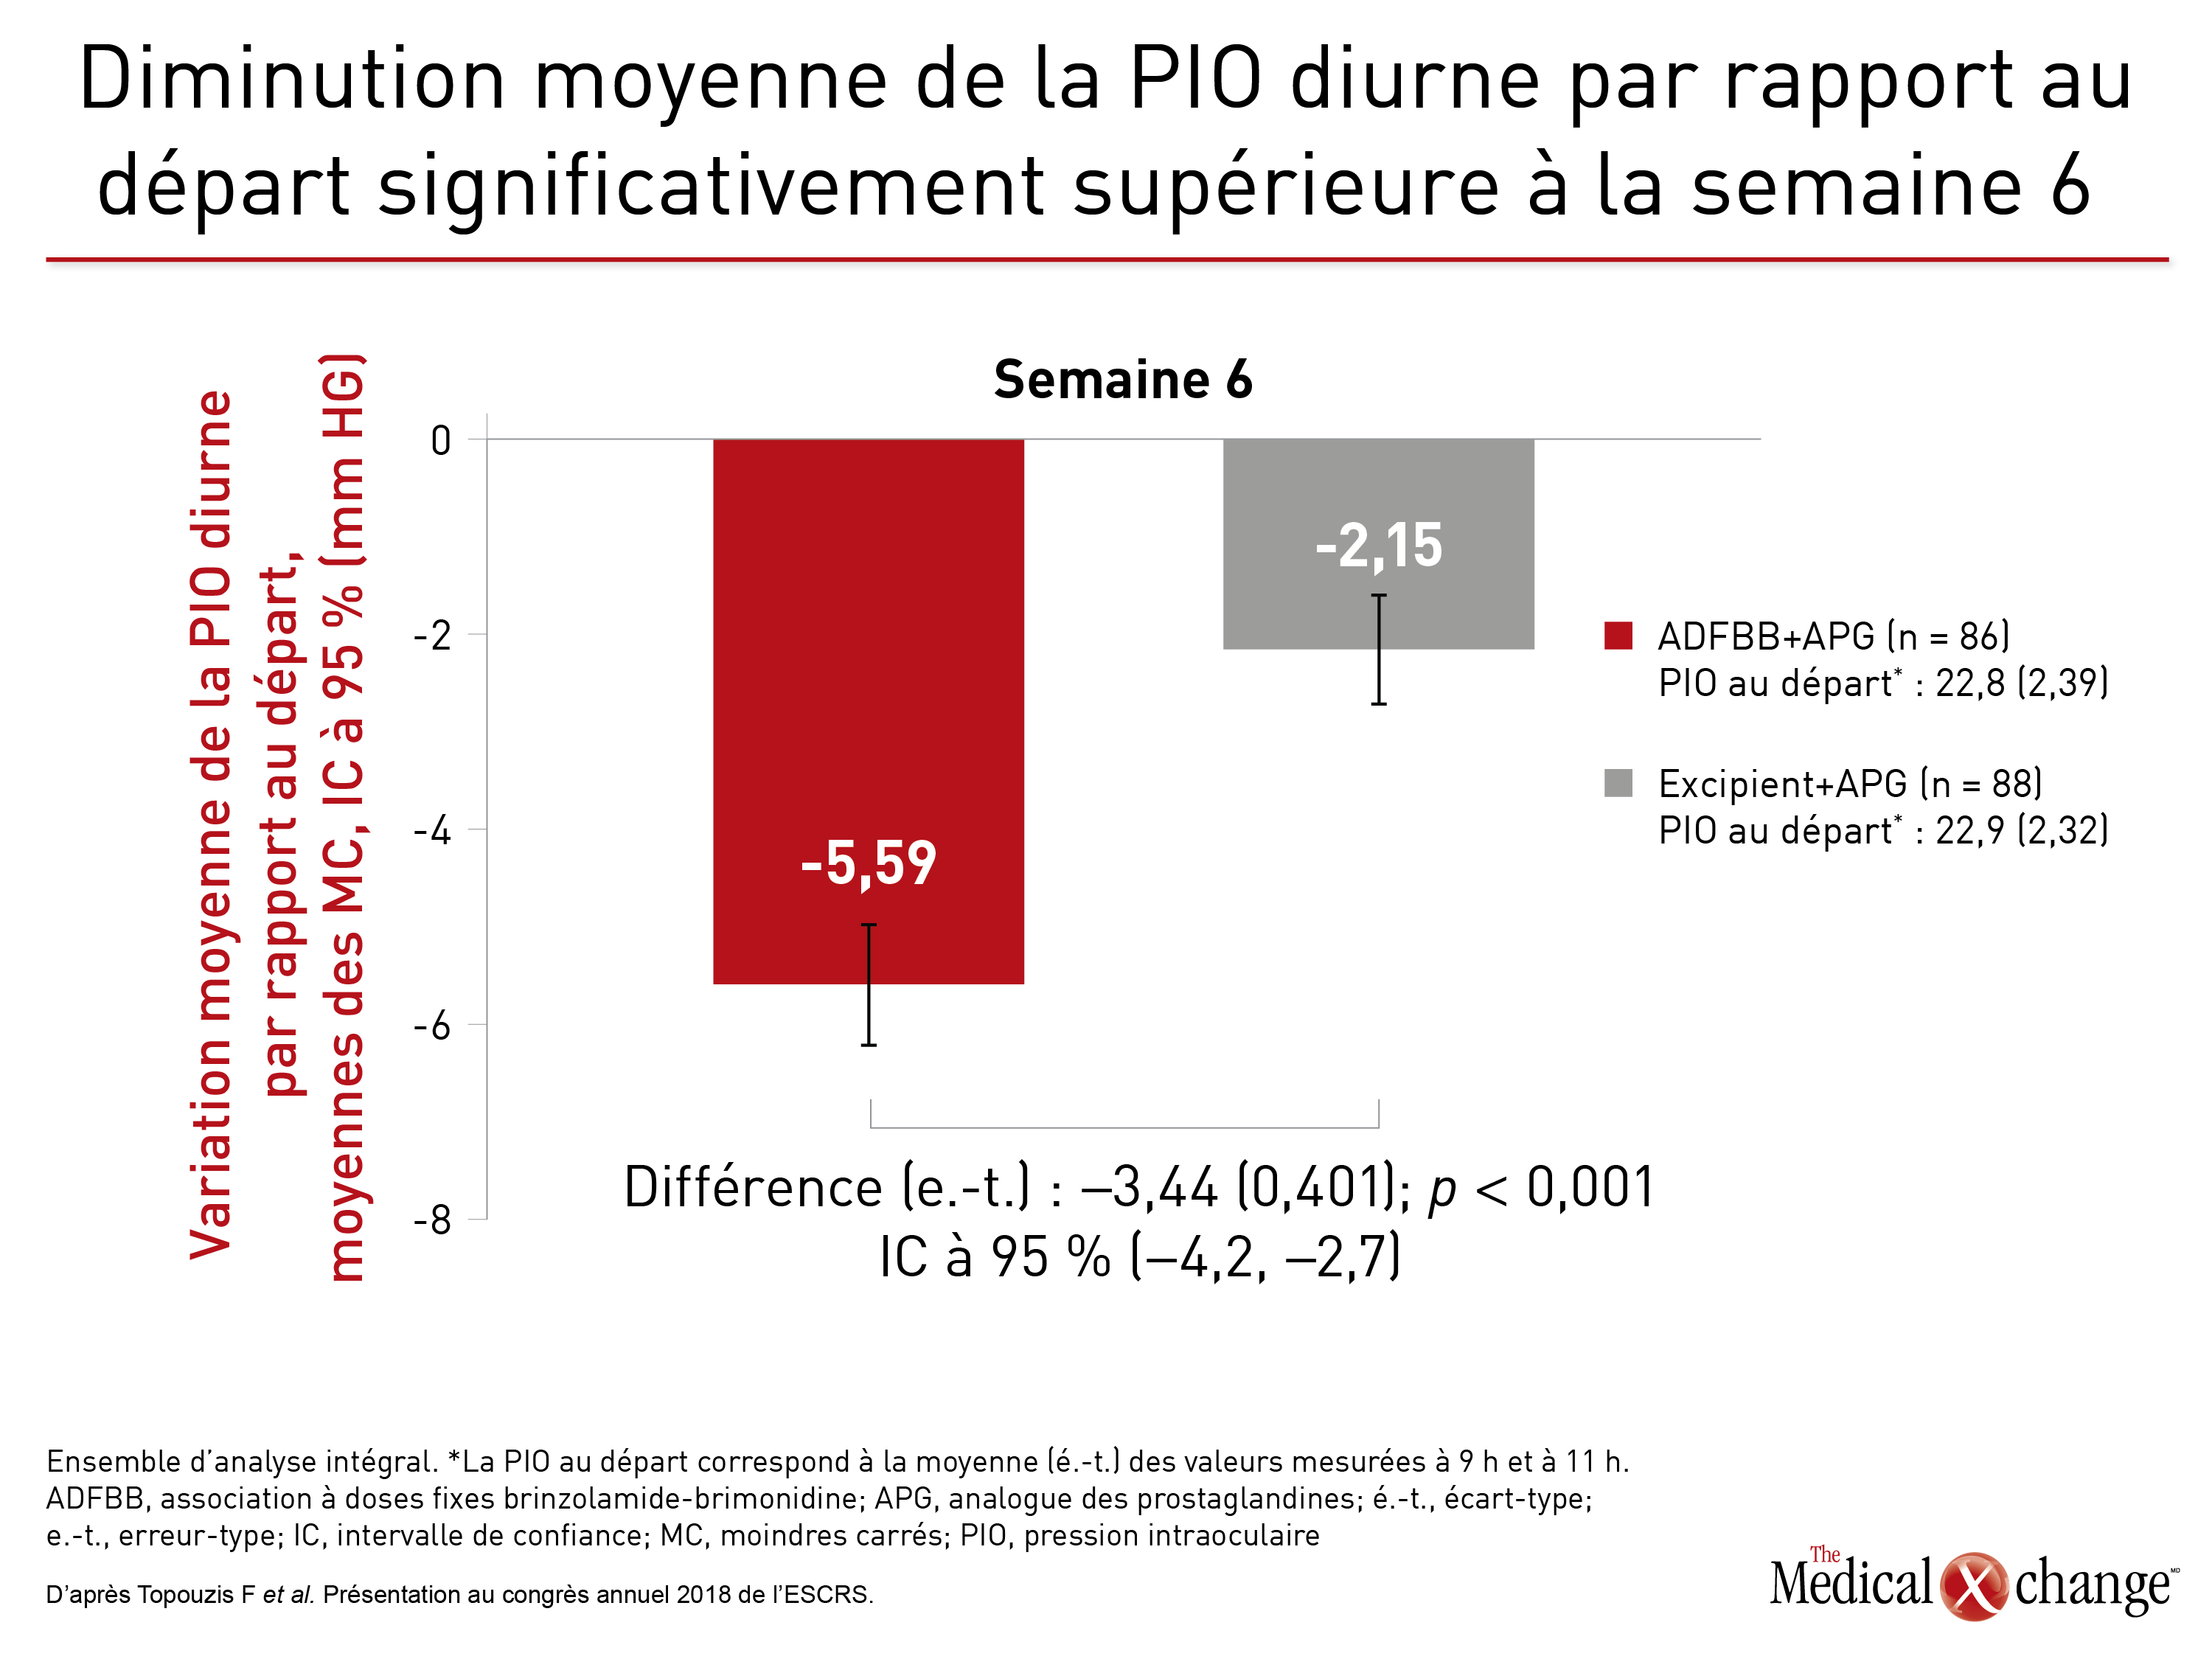 Diminution moyenne de la PIO diurne par rapport au
départ significativement supérieure à la semaine 6
Variation moyenne de la PIO diurne
par rapport au départ,
moyennes des MC, IC à 95 % (mm HG)
Semaine 6
0
-2
-4
-6
-8
-5,59
-2,15
ADFBB+APG (n = 86)
PIO au départ* : 22,8 (2,39)
Excipient+APG (n = 88)
PIO au départ* : 22,9 (2,32)
Différence (e.-t.) : –3,44 (0,401); p < 0,001
IC à 95 % (–4,2, –2,7)
Ensemble d’analyse intégral. *La PIO au départ correspond à la moyenne (é.-t.) des valeurs mesurées à 9 h et à 11 h.
ADFBB, association à doses fixes brinzolamide-brimonidine; APG, analogue des prostaglandines; é.-t., écart-type;
e.-t., erreur-type; IC, intervalle de confiance; MC, moindres carrés; PIO, pression intraoculaire
D’après Topouzis F et al. Présentation au congrès annuel 2018 de l’ESCRS.
The
Medical X change MD